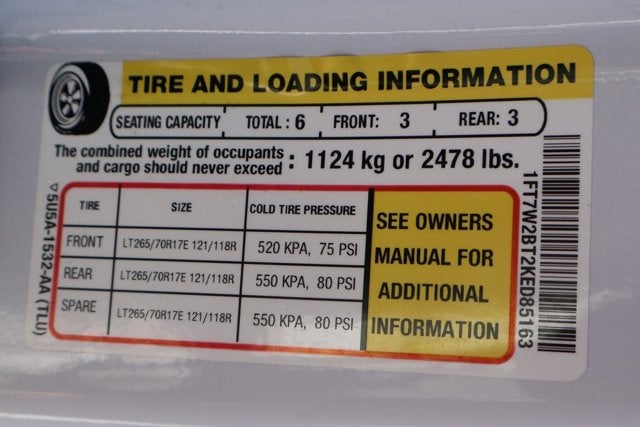 TIRE AND LOADING INFORMATION
SEATING CAPACITY TOTAL : 6 FRONT: 3 REAR: 3
The combined weight of occupants
and cargo should never exceed : 1124 kg or 2478 lbs.
TIRE SIZE COLD TIRE PRESSURE
FRONT LT265/70R17E 121/118R 520 KPA, 75 PSI
REAR LT265/70R17E 121/118R 550 KPA, 80 PSI
SPARE LT265/70R17E 121/118R 550 KPA, 80 PSI
SEE OWNERS
MANUAL FOR
ADDITIONAL
INFORMATION
5U5A-1532-AA (TLU)
1FT7W2BT2KED85163